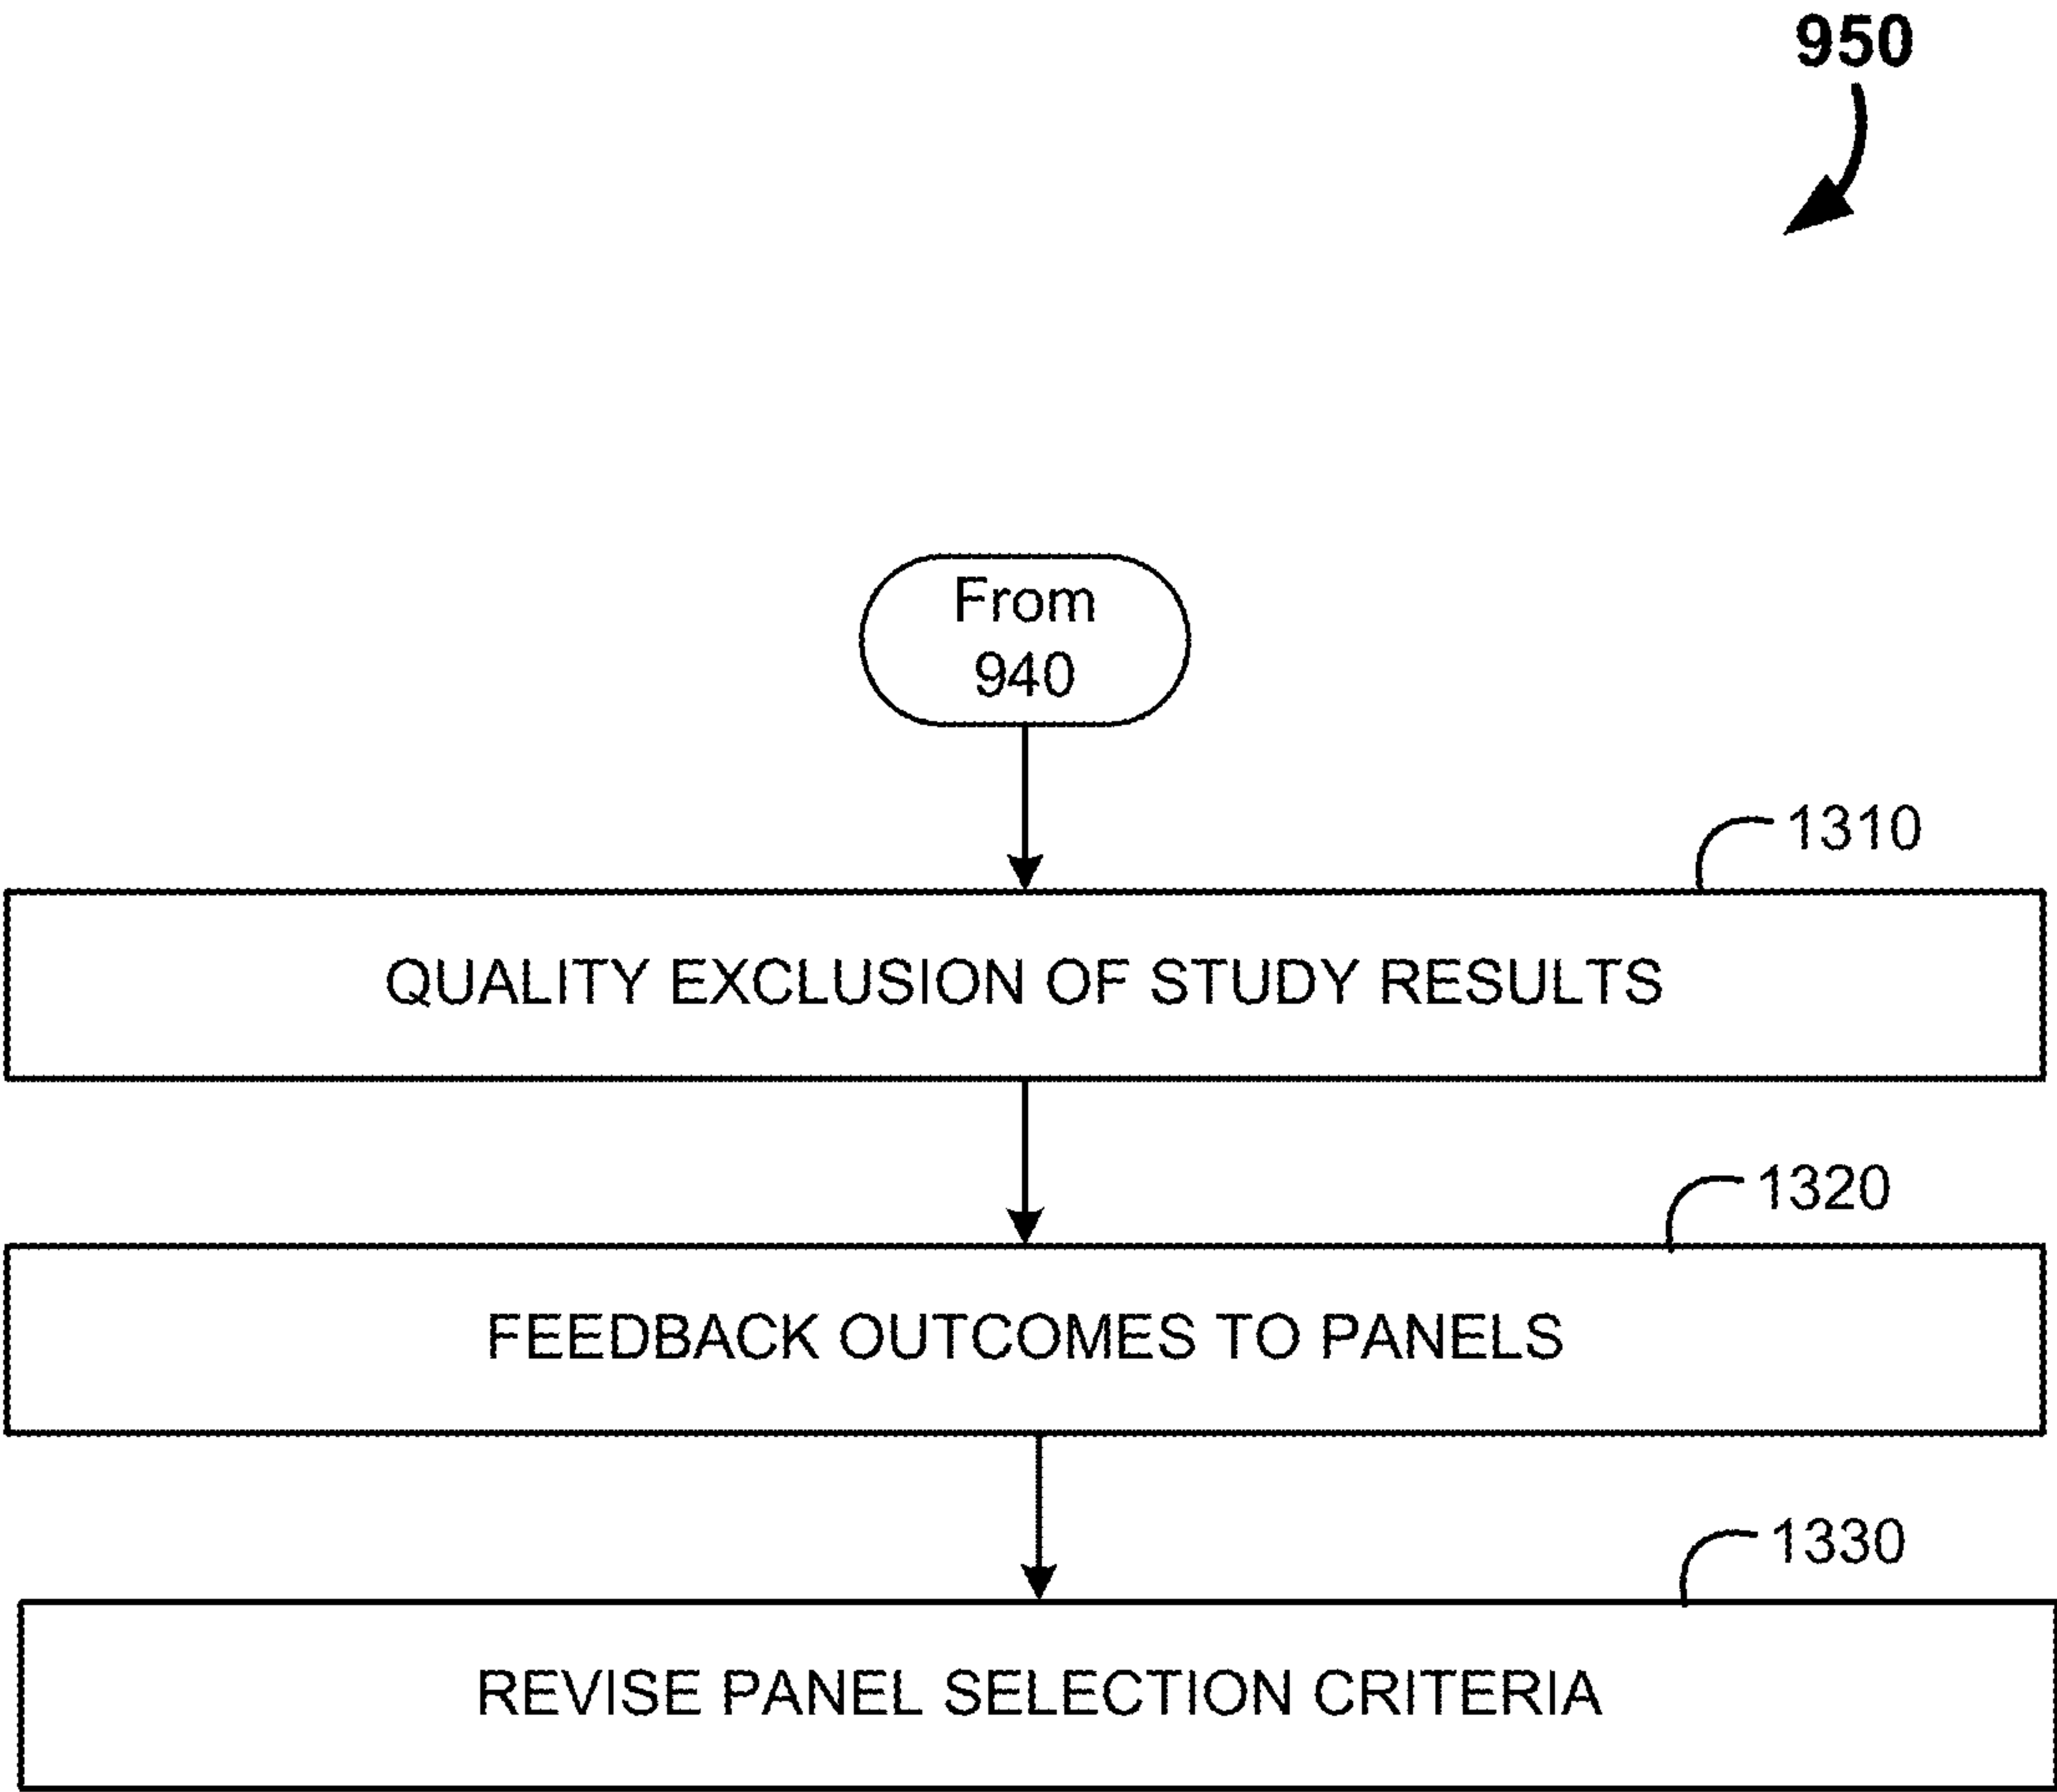 950
From
940
1310
QUALITY EXCLUSION OF STUDY RESULTS
1320
FEEDBACK OUTCOMES TO PANELS
1330
REVISE PANEL SELECTION CRITERIA